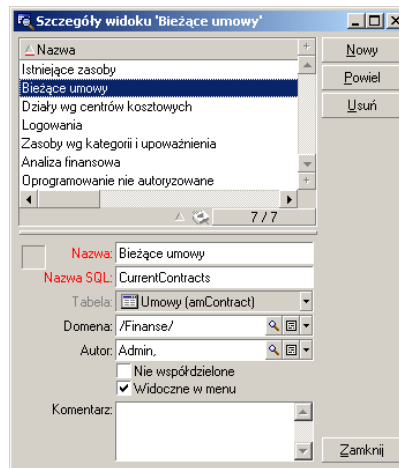 Szczegóły widoku 'Bieżące umowy'
Nazwa
Istniejące zasoby
Bieżące umowy
Działy wg centrów kosztowych
Logowania
Zasoby wg kategorii i upoważnienia
Analiza finansowa
Oprogramowanie nie autoryzowane
7 / 7
Nowy
Powiel
Usuń
Nazwa: Bieżące umowy
Nazwa SQL: CurrentContracts
Tabela: Umowy (amContract)
Domena: /Finanse/
Autor: Admin,
Nie współdzielone
Widoczne w menu
Komentarz:
Zamknij